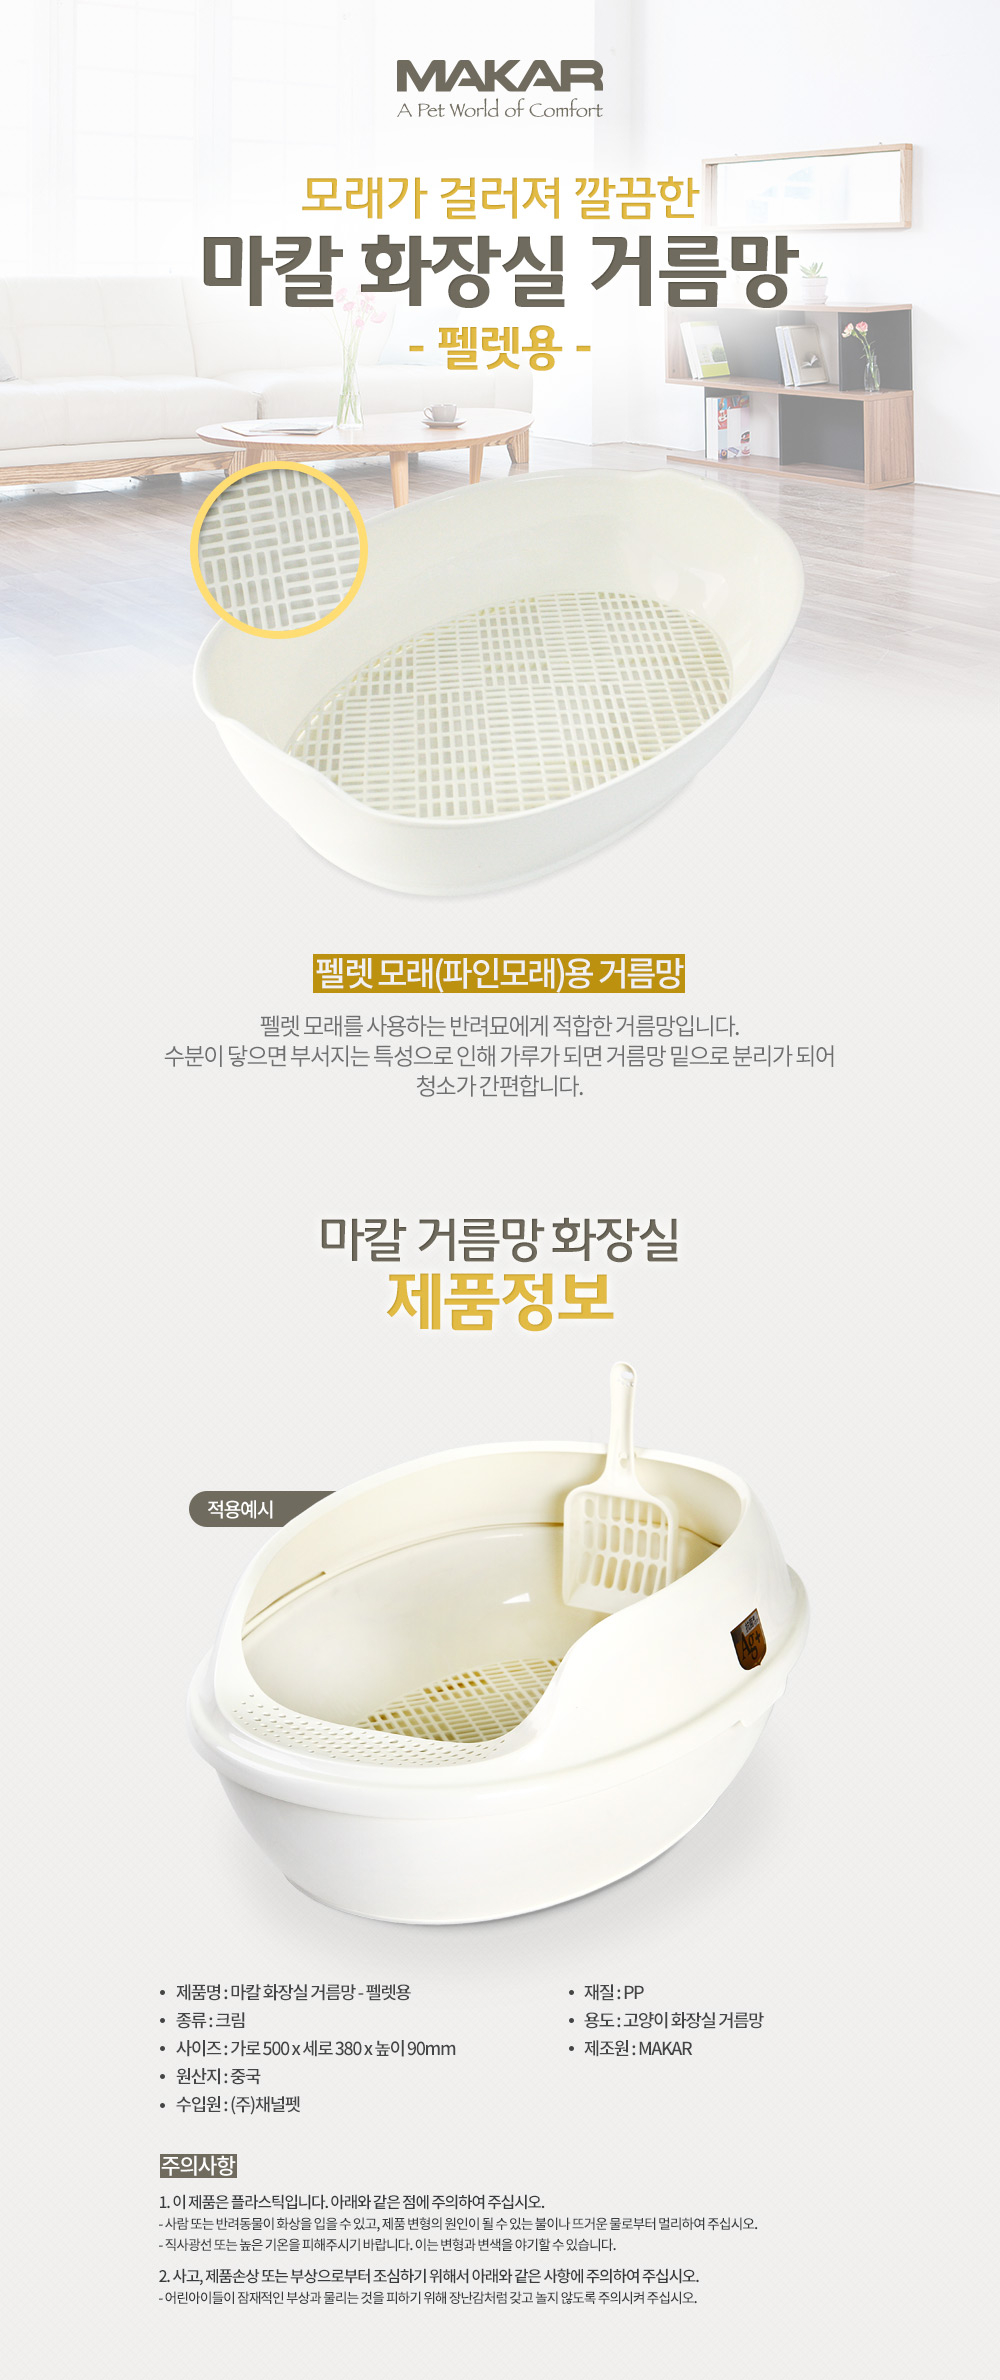 MAKAR
A Pet World of Comfort
모래가 걸러져 깔끔한
마칼 화장실 거름망
- 펠렛용 -
펠렛 모래(파인모래)용 거름망
펠렛 모래를 사용하는 반려묘에게 적합한 거름망입니다.
수분이 닿으면 부서지는 특성으로 인해 가루가 되면 거름망 밑으로 분리가 되어
청소가 간편합니다.
마칼 거름망 화장실
제품정보
적용예시
Ag+
• 제품명 : 마칼 화장실 거름망 - 펠렛용
• 종류 : 크림
• 사이즈 : 가로 500 x 세로 380 x 높이 90mm
• 원산지 : 중국
• 수입원 : (주)채널펫
• 재질 : PP
• 용도 : 고양이 화장실 거름망
• 제조원 : MAKAR
주의사항
1. 이 제품은 플라스틱입니다. 아래와 같은 점에 주의하여 주십시오.
- 사람 또는 반려동물이 화상을 입을 수 있고, 제품 변형의 원인이 될 수 있는 불이나 뜨거운 물로부터 멀리하여 주십시오.
- 직사광선 또는 높은 기온을 피해주시기 바랍니다. 이는 변형과 변색을 야기할 수 있습니다.
2. 사고, 제품손상 또는 부상으로부터 조심하기 위해서 아래와 같은 사항에 주의하여 주십시오.
- 어린아이들이 잠재적인 부상과 물리는 것을 피하기 위해 장난감처럼 갖고 놀지 않도록 주의시켜 주십시오.